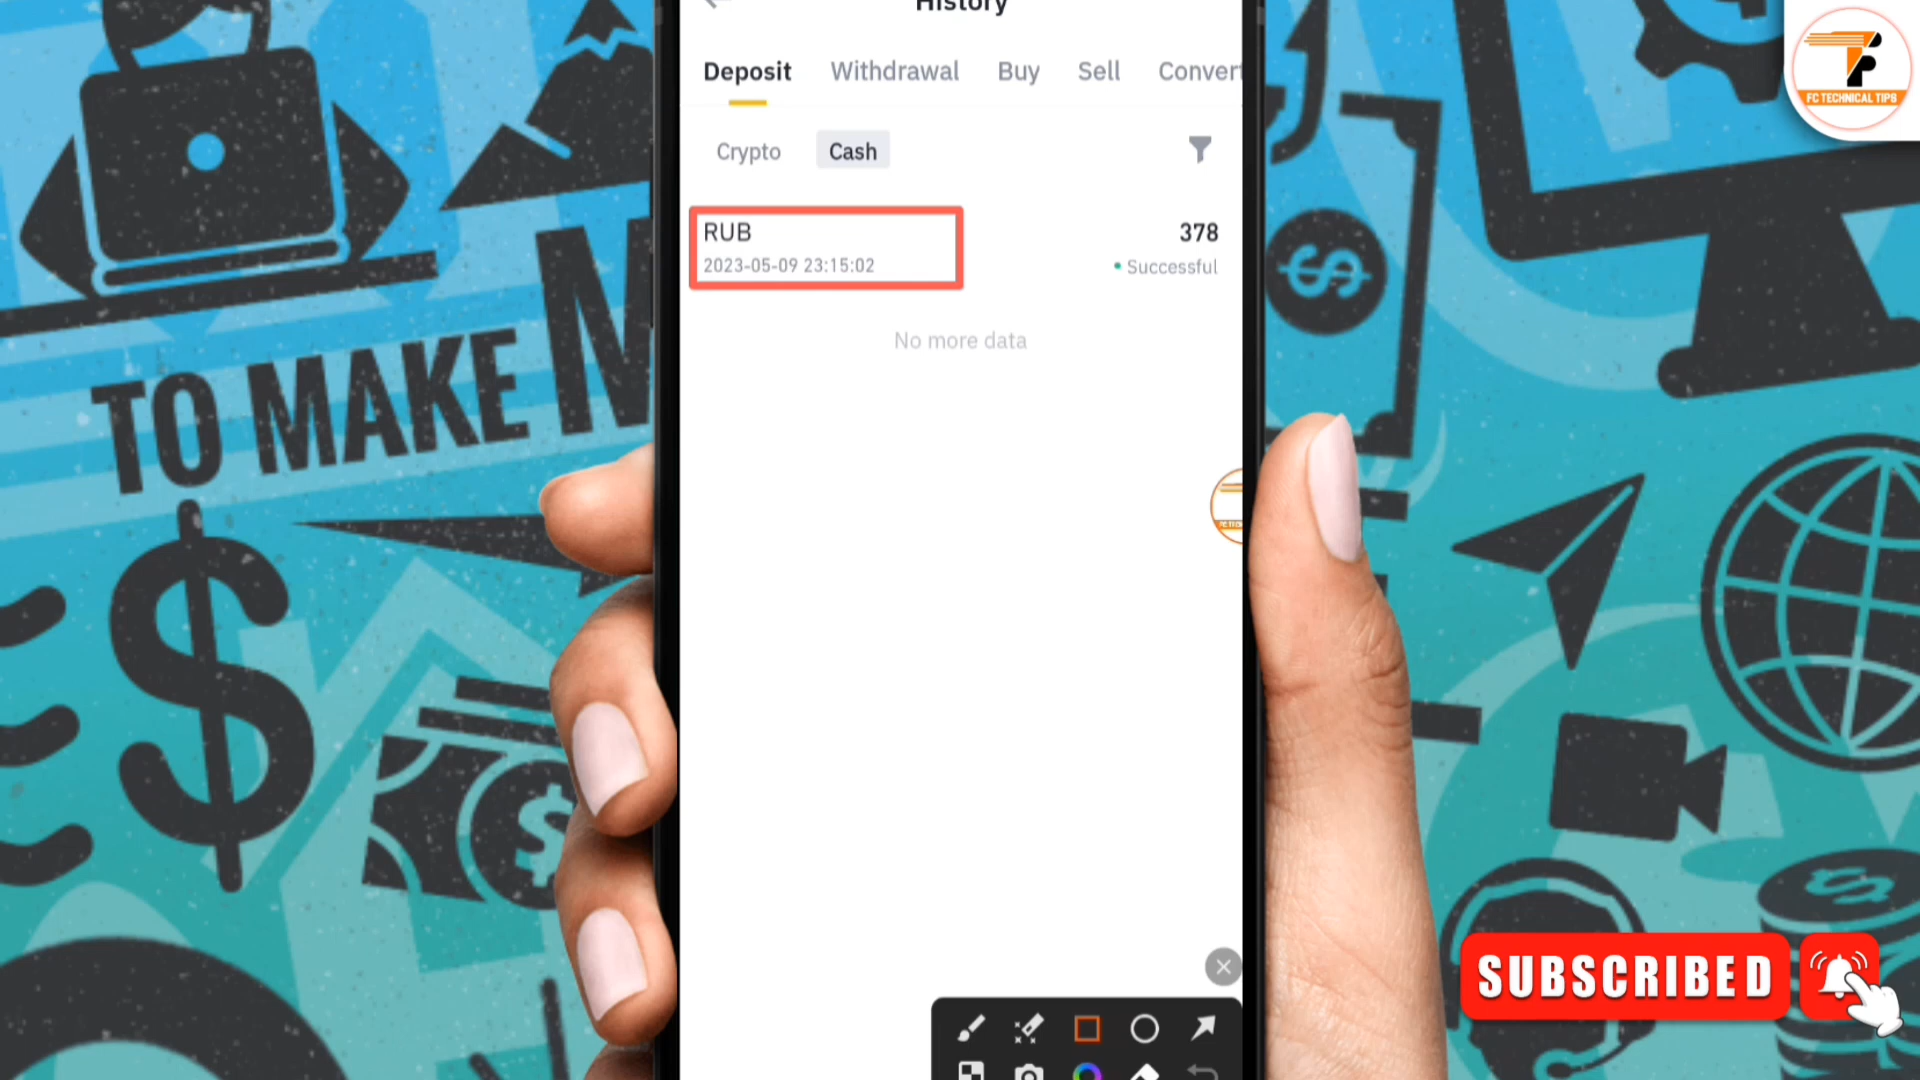 History
Deposit Withdrawal Buy Sell Convert
Crypto Cash
RUB 378
2023-05-09 23:15:02 Successful
No more data
TO MAKE M
FC TECHNICAL TIPS
SUBSCRIBED